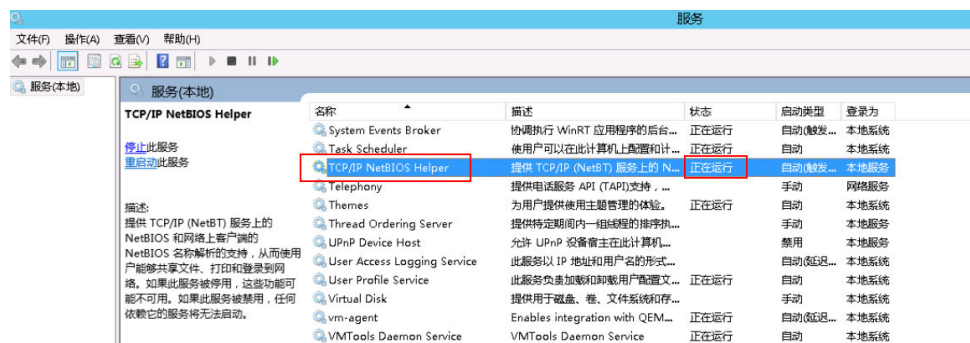 服务
文件(F) 操作(A) 查看(V) 帮助(H)
服务(本地)
服务(本地)
TCP/IP NetBIOS Helper
停止此服务
重启动此服务
描述:
提供 TCP/IP (NetBT) 服务上的
NetBIOS 和网络上客户端的
NetBIOS 名称解析的支持，从而使用
户能够共享文件、打印和登录到网
络。如果此服务被停用，这些功能可
能不可用。如果此服务被禁用，任何
依赖它的服务将无法启动。
名称 描述 状态 启动类型 登录为
System Events Broker 协调执行 WinRT 应用程序的后台... 正在运行 自动(触发... 本地系统
Task Scheduler 使用户可以在此计算机上配置和计... 正在运行 自动 本地系统
TCP/IP NetBIOS Helper 提供 TCP/IP (NetBT) 服务上的 N... 正在运行 自动(触发... 本地服务
Telephony 提供电话服务 API (TAPI)支持，... 手动 网络服务
Themes 为用户提供使用主题管理的体验。 正在运行 自动 本地系统
Thread Ordering Server 提供特定期间内一组线程的排序执... 手动 本地服务
UPnP Device Host 允许 UPnP 设备宿主在此计算机... 禁用 本地服务
User Access Logging Service 此服务以 IP 地址和用户名的形式... 自动(延迟... 本地系统
User Profile Service 此服务负责加载和卸载用户配置文... 正在运行 自动 本地系统
Virtual Disk 提供用于磁盘、卷、文件系统和存... 手动 本地系统
vm-agent Enables integration with QEM... 正在运行 自动(延迟... 本地系统
VMTools Daemon Service VMTools Daemon Service 正在运行 自动 本地系统